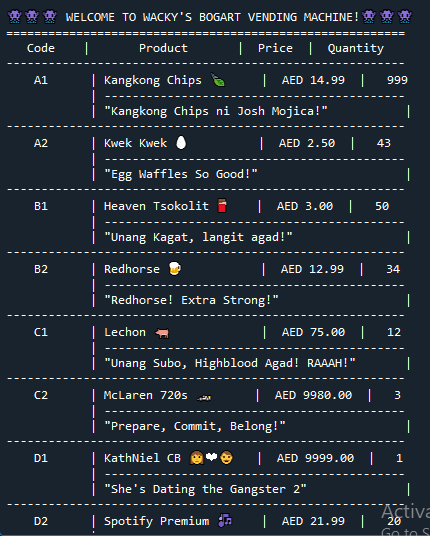 👾👾👾 WELCOME TO WACKY'S BOGART VENDING MACHINE!👾👾👾
=========================================================
Code | Product | Price | Quantity
---------------------------------------------------------
A1 | Kangkong Chips 🍃 | AED 14.99 | 999
| -------------------------------------------
| "Kangkong Chips ni Josh Mojica!" |
---------------------------------------------------------
A2 | Kwek Kwek 🥚 | AED 2.50 | 43
| -------------------------------------------
| "Egg Waffles So Good!" |
---------------------------------------------------------
B1 | Heaven Tsokolit 🍫 | AED 3.00 | 50
| -------------------------------------------
| "Unang Kagat, langit agad!" |
---------------------------------------------------------
B2 | Redhorse 🍺 | AED 12.99 | 34
| -------------------------------------------
| "Redhorse! Extra Strong!" |
---------------------------------------------------------
C1 | Lechon 🐖 | AED 75.00 | 12
| -------------------------------------------
| "Unang Subo, Highblood Agad! RAAAH!" |
---------------------------------------------------------
C2 | McLaren 720s 🏎 | AED 9980.00 | 3
| -------------------------------------------
| "Prepare, Commit, Belong!" |
---------------------------------------------------------
D1 | KathNiel CB 👩❤👨 | AED 9999.00 | 1
| -------------------------------------------
| "She's Dating the Gangster 2" |
---------------------------------------------------------
D2 | Spotify Premium 🎶 | AED 21.99 | 20
Activa
Go to S